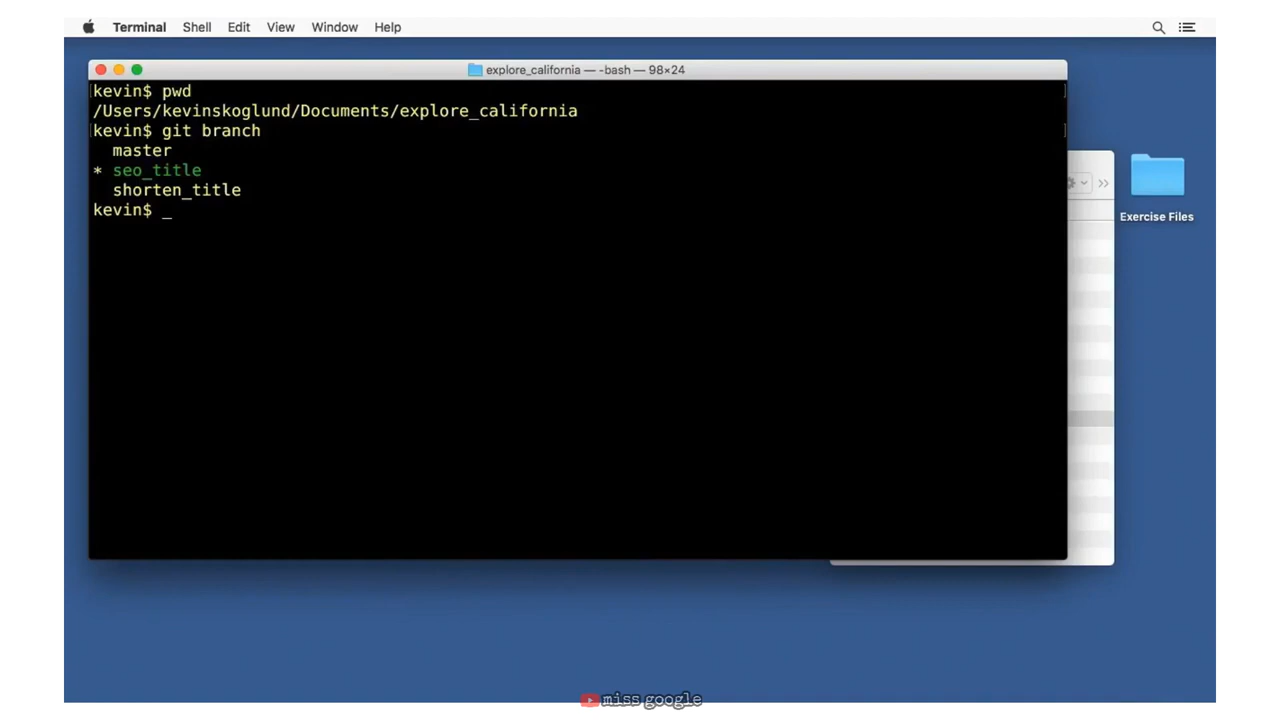 Terminal Shell Edit View Window Help
explore_california — -bash — 98×24
kevin$ pwd
/Users/kevinskoglund/Documents/explore_california
kevin$ git branch
master
* seo_title
shorten_title
kevin$ _
Exercise Files
miss google